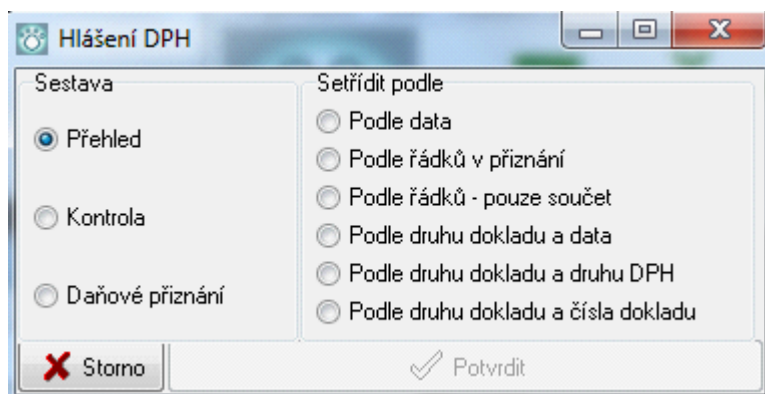 Hlášení DPH
Sestava
Přehled
Kontrola
Daňové přiznání
Setřídit podle
Podle data
Podle řádků v přiznání
Podle řádků - pouze součet
Podle druhu dokladu a data
Podle druhu dokladu a druhu DPH
Podle druhu dokladu a čísla dokladu
Storno
Potvrdit